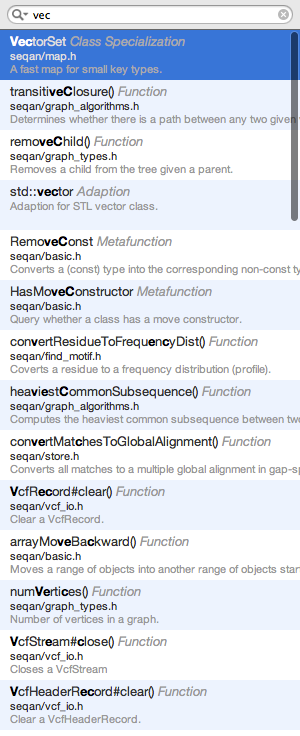 vec
VectorSet Class Specialization
seqan/map.h
A fast map for small key types.
transitiveClosure() Function
seqan/graph_algorithms.h
Determines whether there is a path between any two given
removeChild() Function
seqan/graph_types.h
Removes a child from the tree given a parent.
std::vector Adaption
Adaption for STL vector class.
RemoveConst Metafunction
seqan/basic.h
Converts a (const) type into the corresponding non-const ty
HasMoveConstructor Metafunction
seqan/basic.h
Query whether a class has a move constructor.
convertResidueToFrequencyDist() Function
seqan/find_motif.h
Coverts a residue to a frequency distribution (profile).
heaviestCommonSubsequence() Function
seqan/graph_algorithms.h
Computes the heaviest common subsequence between two
convertMatchesToGlobalAlignment() Function
seqan/store.h
Converts all matches to a multiple global alignment in gap-sp
VcfRecord#clear() Function
seqan/vcf_io.h
Clear a VcfRecord.
arrayMoveBackward() Function
seqan/basic.h
Moves a range of objects into another range of objects start
numVertices() Function
seqan/graph_types.h
Number of vertices in a graph.
VcfStream#close() Function
seqan/vcf_io.h
Closes a VcfStream
VcfHeaderRecord#clear() Function
seqan/vcf_io.h
Clear a VcfHeaderRecord.